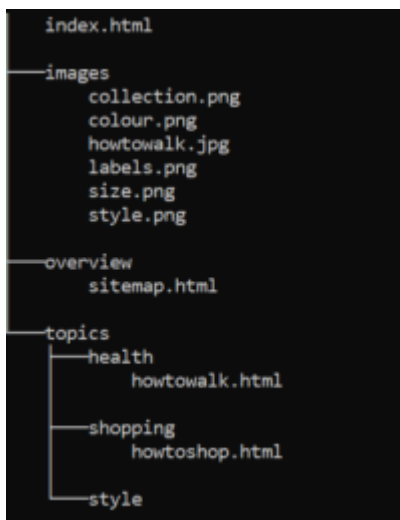 index.html
images
collection.png
colour.png
howtowalk.jpg
labels.png
size.png
style.png
overview
sitemap.html
topics
health
howtowalk.html
shopping
howtoshop.html
style